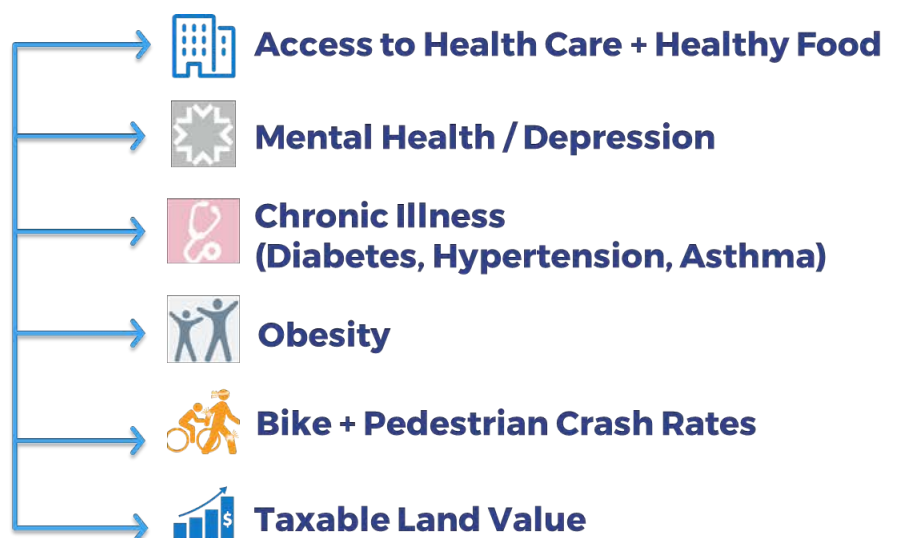 Access to Health Care + Healthy Food
Mental Health / Depression
Chronic Illness
(Diabetes, Hypertension, Asthma)
Obesity
Bike + Pedestrian Crash Rates
$
Taxable Land Value